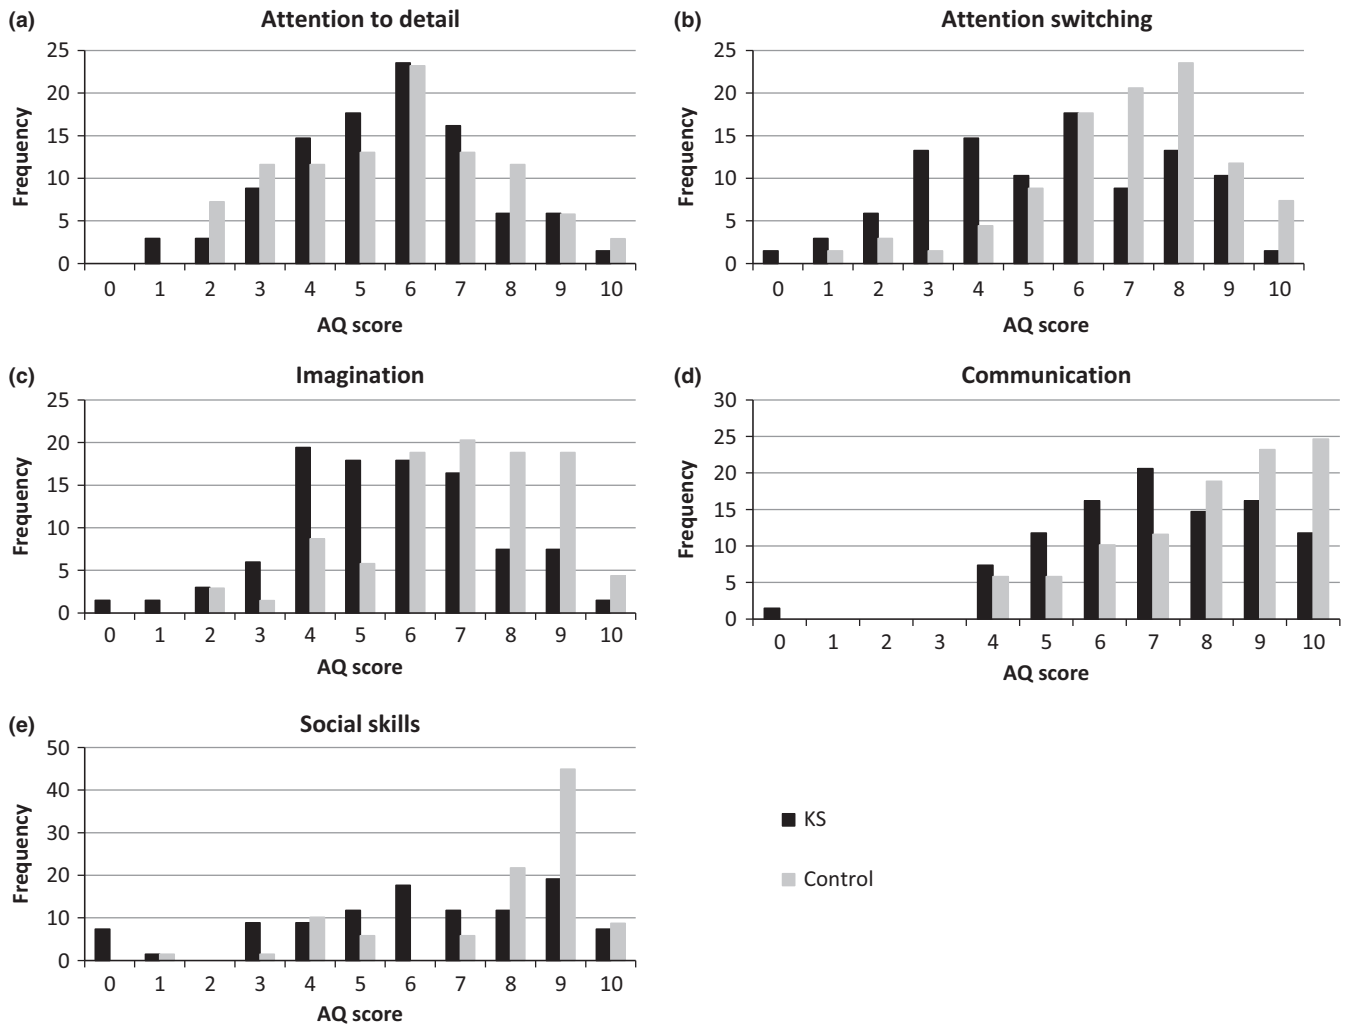 (a) Attention to detail
25
20
15
10
5
0
Frequency
0 1 2 3 4 5 6 7 8 9 10
AQ score
(b) Attention switching
25
20
15
10
5
0
Frequency
0 1 2 3 4 5 6 7 8 9 10
AQ score
(c) Imagination
25
20
15
10
5
0
Frequency
0 1 2 3 4 5 6 7 8 9 10
AQ score
(d) Communication
30
25
20
15
10
5
0
Frequency
0 1 2 3 4 5 6 7 8 9 10
AQ score
(e) Social skills
50
40
30
20
10
0
Frequency
0 1 2 3 4 5 6 7 8 9 10
AQ score
KS
Control